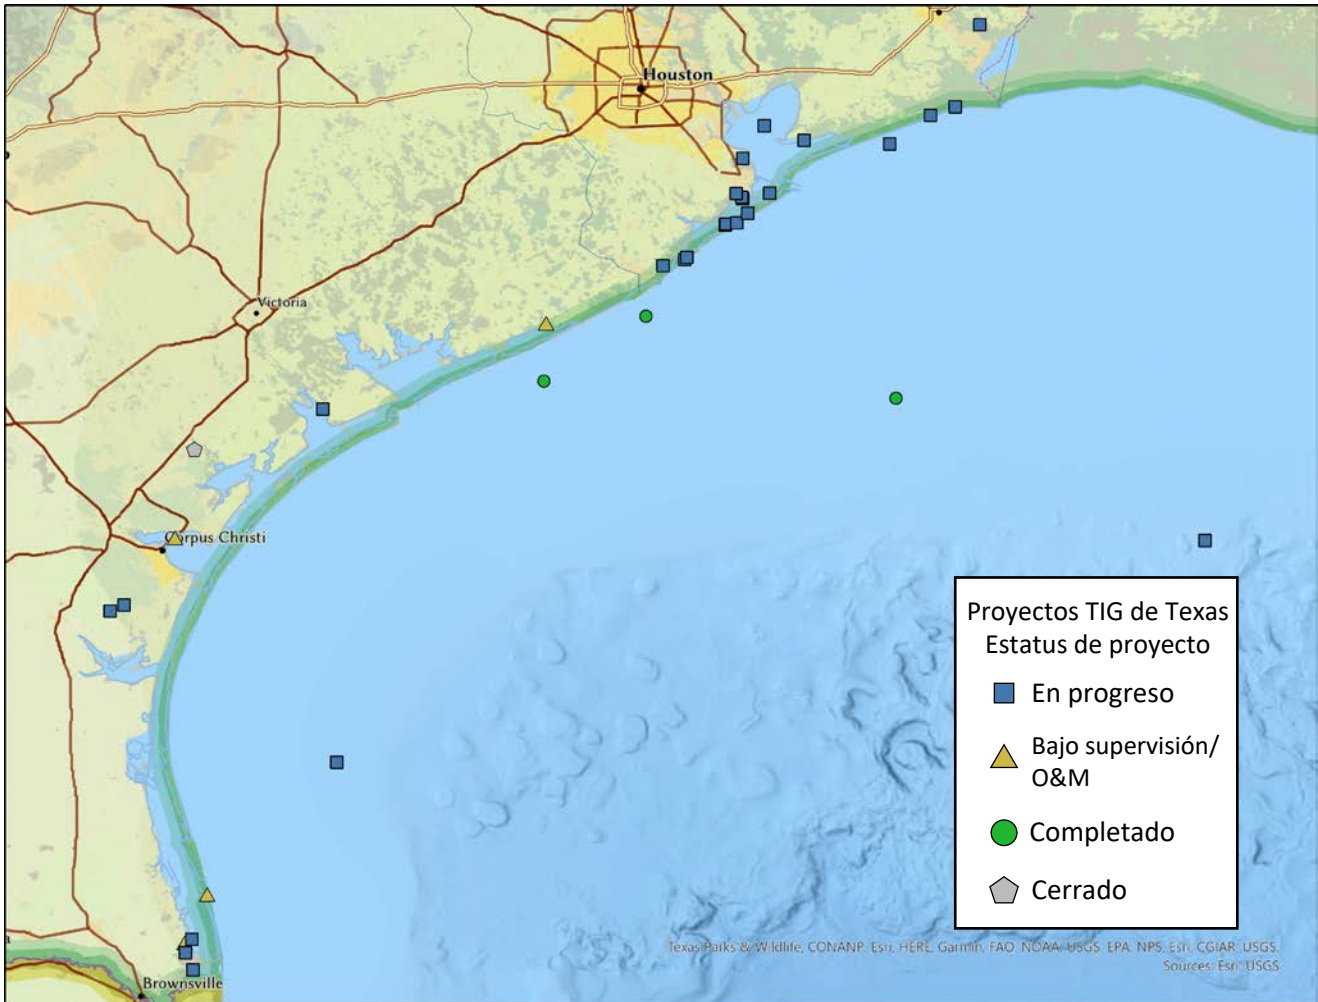 Houston
Victoria
Corpus Christi
Proyectos TIG de Texas
Estatus de proyecto
En progreso
Bajo supervisión/
O&M
Completado
Cerrado
Texas Parks & Wildlife, CONANP, Esri, HERE, Garmin, FAO, NOAA, USGS, EPA, NPS, Esri, CGIAR, USGS,
Sources: Esri, USGS
Brownsville